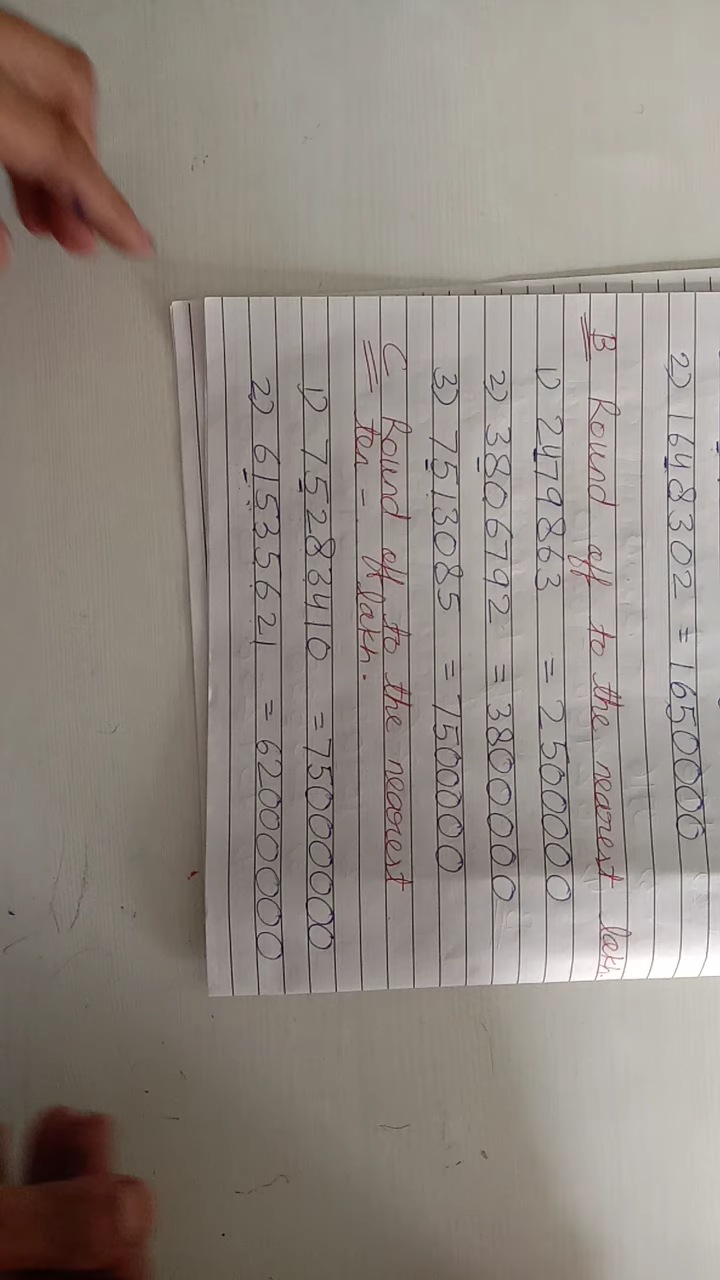 2) 1648302 = 1650000
B Round off to the nearest lakh.
1) 2479863 = 2500000
2) 3806792 = 3800000
3) 7513085 = 7500000
C Round off to the nearest
ten - lakh.
1) 75283410 = 75000000
2) 61535621 = 62000000